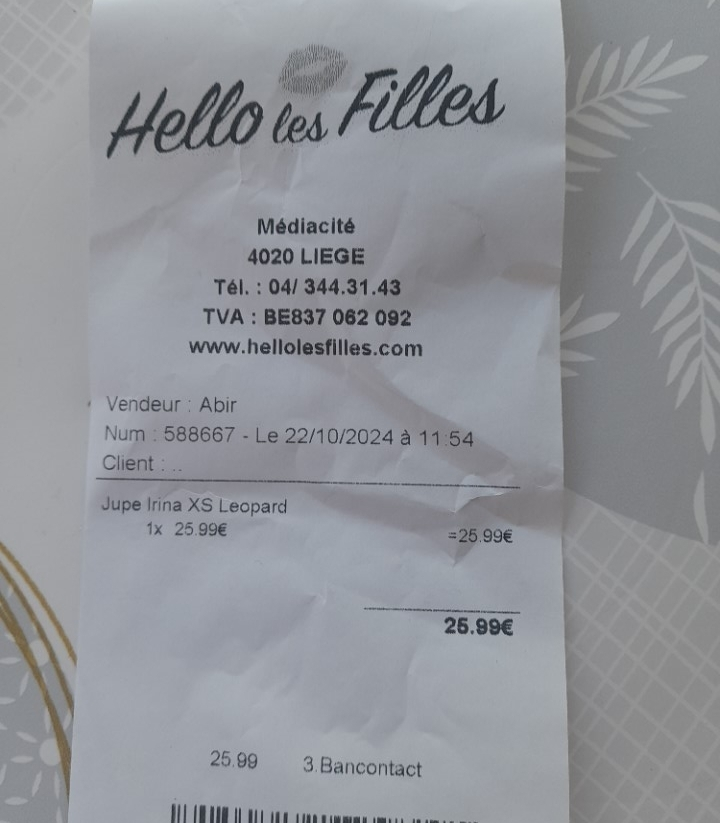 Hello les Filles
Médiacité
4020 LIEGE
Tél. : 04/ 344.31.43
TVA : BE837 062 092
www.hellolesfilles.com
Vendeur : Abir
Num : 588667 - Le 22/10/2024 à 11:54
Client : ..
Jupe Irina XS Leopard
1x 25.99€ =25.99€
25.99€
25.99 3.Bancontact